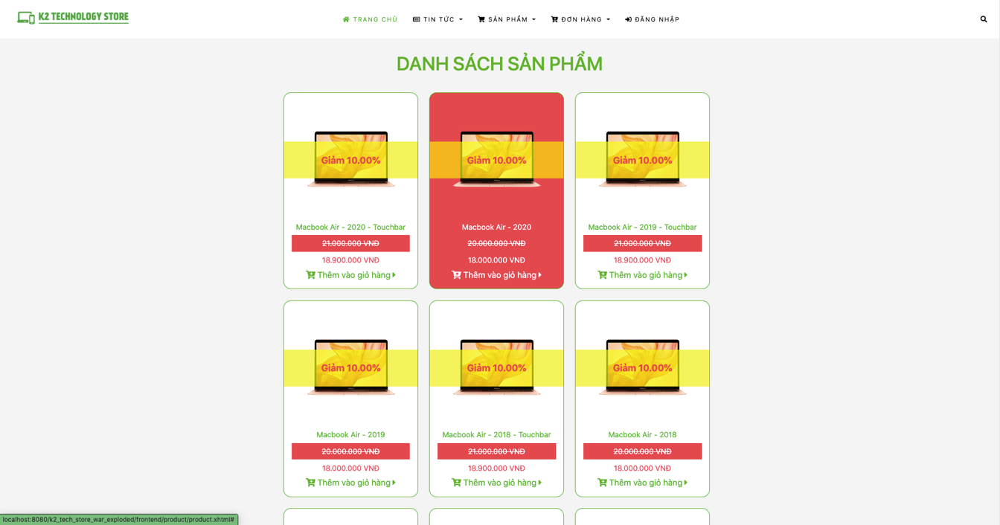 K2 TECHNOLOGY STORE
TRANG CHỦ
TIN TỨC
SẢN PHẨM
ĐƠN HÀNG
ĐĂNG NHẬP
DANH SÁCH SẢN PHẨM
Giảm 10.00%
Macbook Air - 2020 - Touchbar
21.000.000 VNĐ
18.900.000 VNĐ
Thêm vào giỏ hàng
Giảm 10.00%
Macbook Air - 2020
20.000.000 VNĐ
18.000.000 VNĐ
Thêm vào giỏ hàng
Giảm 10.00%
Macbook Air - 2019 - Touchbar
21.000.000 VNĐ
18.900.000 VNĐ
Thêm vào giỏ hàng
Giảm 10.00%
Macbook Air - 2019
20.000.000 VNĐ
18.000.000 VNĐ
Thêm vào giỏ hàng
Giảm 10.00%
Macbook Air - 2018 - Touchbar
21.000.000 VNĐ
18.900.000 VNĐ
Thêm vào giỏ hàng
Giảm 10.00%
Macbook Air - 2018
20.000.000 VNĐ
18.000.000 VNĐ
Thêm vào giỏ hàng
localhost:8080/k2_tech_store_war_exploded/frontend/product/product.xhtml#